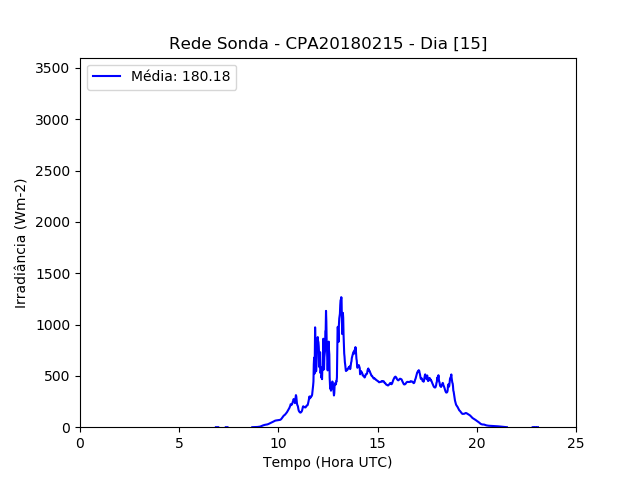 Rede Sonda - CPA20180215 - Dia [15]
Média: 180.18
3500
3000
2500
2000
1500
1000
500
0
Irradiância (Wm-2)
0 5 10 15 20 25
Tempo (Hora UTC)